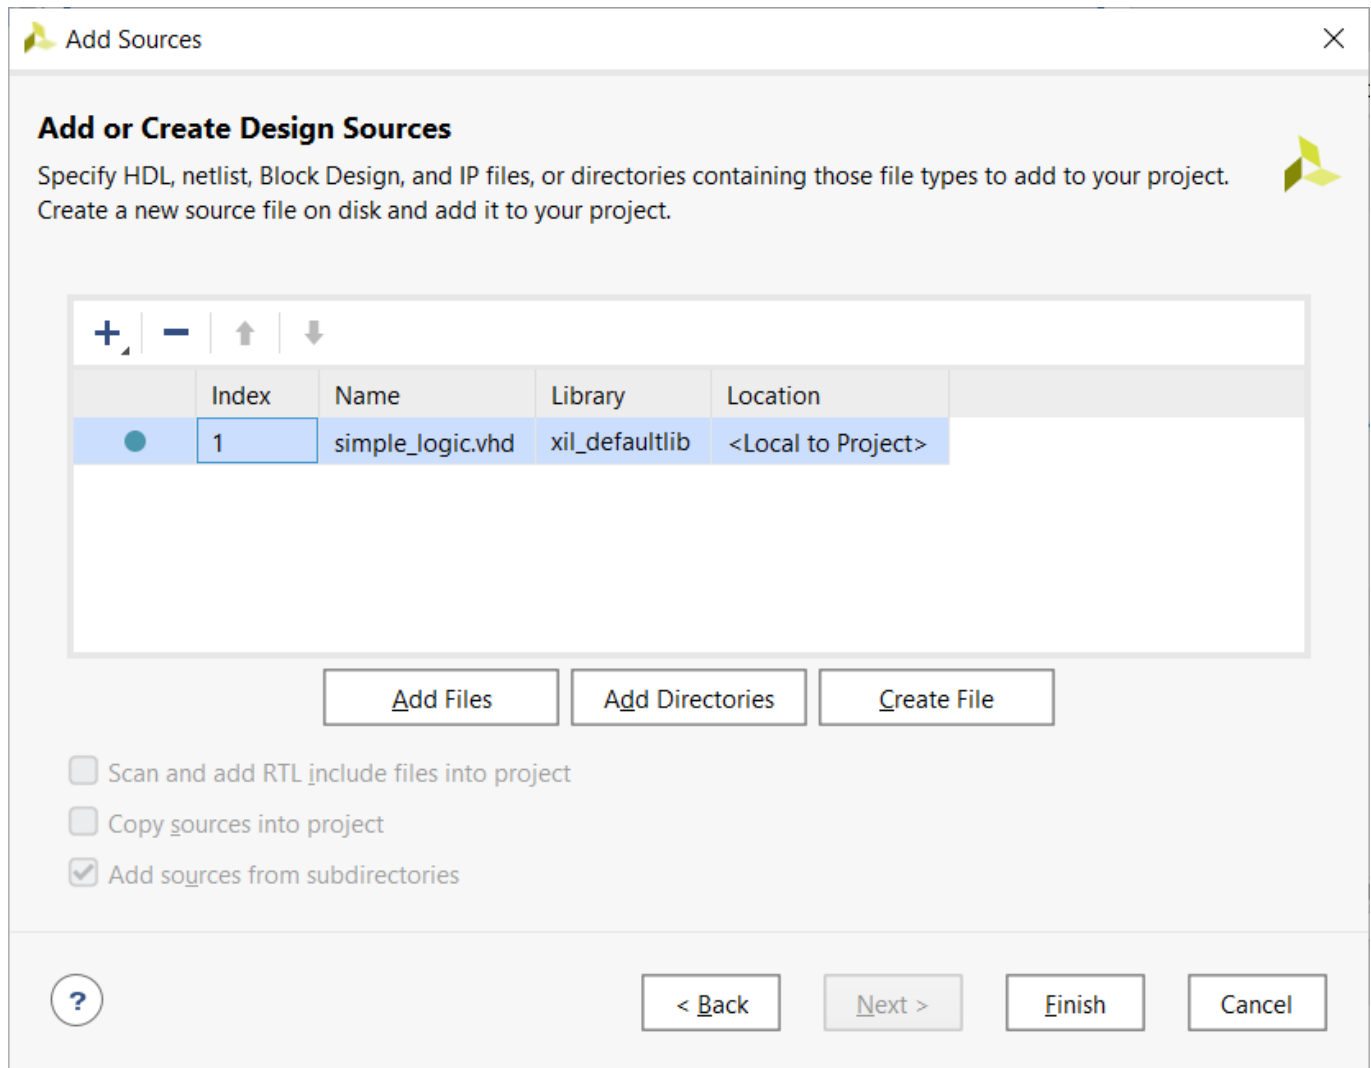 Add Sources
Add or Create Design Sources
Specify HDL, netlist, Block Design, and IP files, or directories containing those file types to add to your project.
Create a new source file on disk and add it to your project.
Index Name Library Location
1 simple_logic.vhd xil_defaultlib <Local to Project>
Add Files Add Directories Create File
Scan and add RTL include files into project
Copy sources into project
Add sources from subdirectories
? < Back Next > Finish Cancel